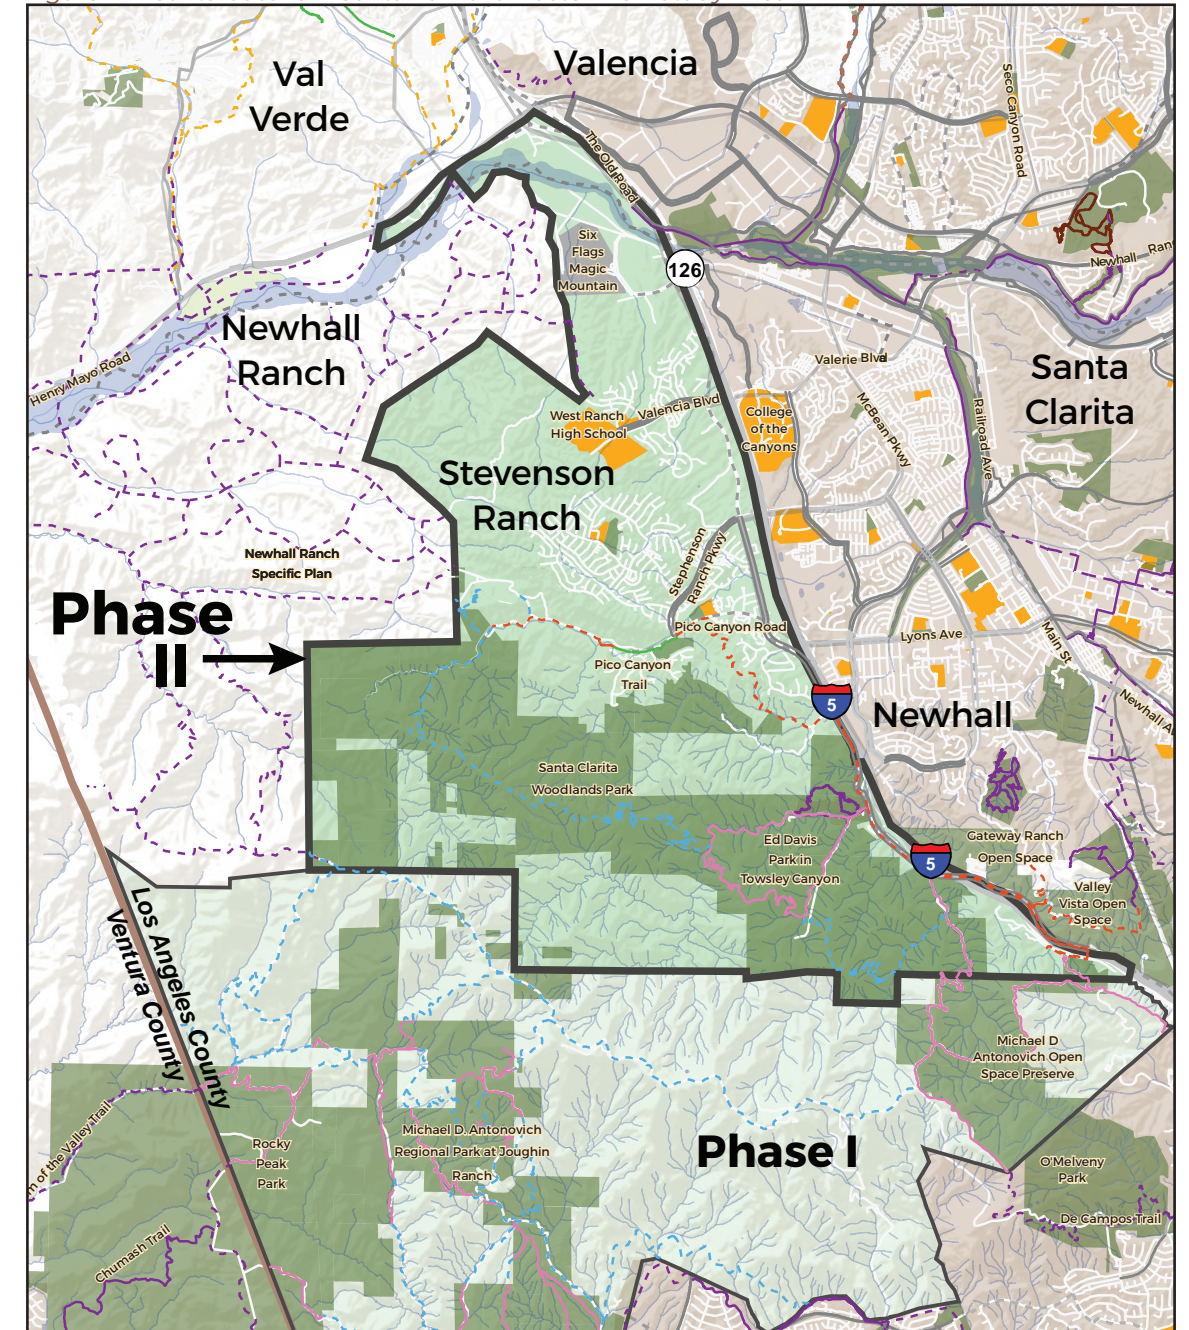 Val
Verde
Valencia
Seco Canyon Road
The Old Road
Six
Flags
Magic
Mountain
126
Newhall
Newhall
Ranch
Henry Mayo Road
Valerie Blvd
Santa
Clarita
McBean Pkwy
Railroad Ave
West Ranch
High School
Valencia Blvd
College
of the
Canyons
Stevenson
Ranch
Newhall Ranch
Specific Plan
Stephenson
Ranch Pkwy
Phase
II
Pico Canyon Road
Lyons Ave
Main St
Pico Canyon
Trail
5
Newhall
Newhall
Santa Clarita
Woodlands Park
Ed Davis
Park in
Towsley Canyon
5
Gateway Ranch
Open Space
Valley
Vista Open
Space
Los Angeles County
Ventura County
Michael D
Antonovich Open
Space Preserve
of the Valley Trail
Rocky
Peak
Park
Michael D. Antonovich
Regional Park at Joughin
Ranch
Phase I
O'Melveny
Park
De Campos Trail
Chumash Trail